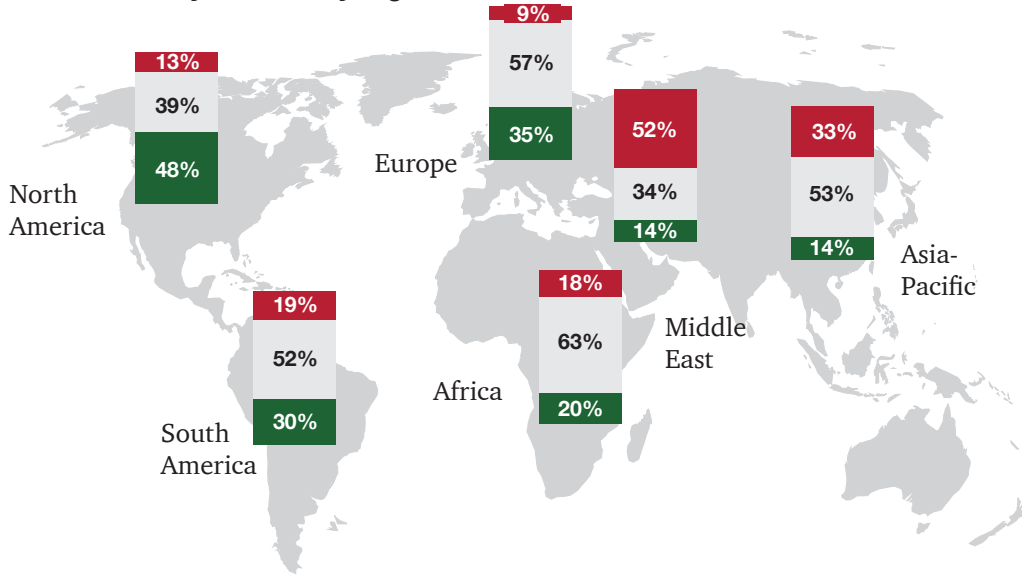 13%
39%
48%
North
America
9%
57%
35%
Europe
52%
34%
14%
Middle
East
33%
53%
14%
Asia-
Pacific
19%
52%
30%
South
America
18%
63%
20%
Africa